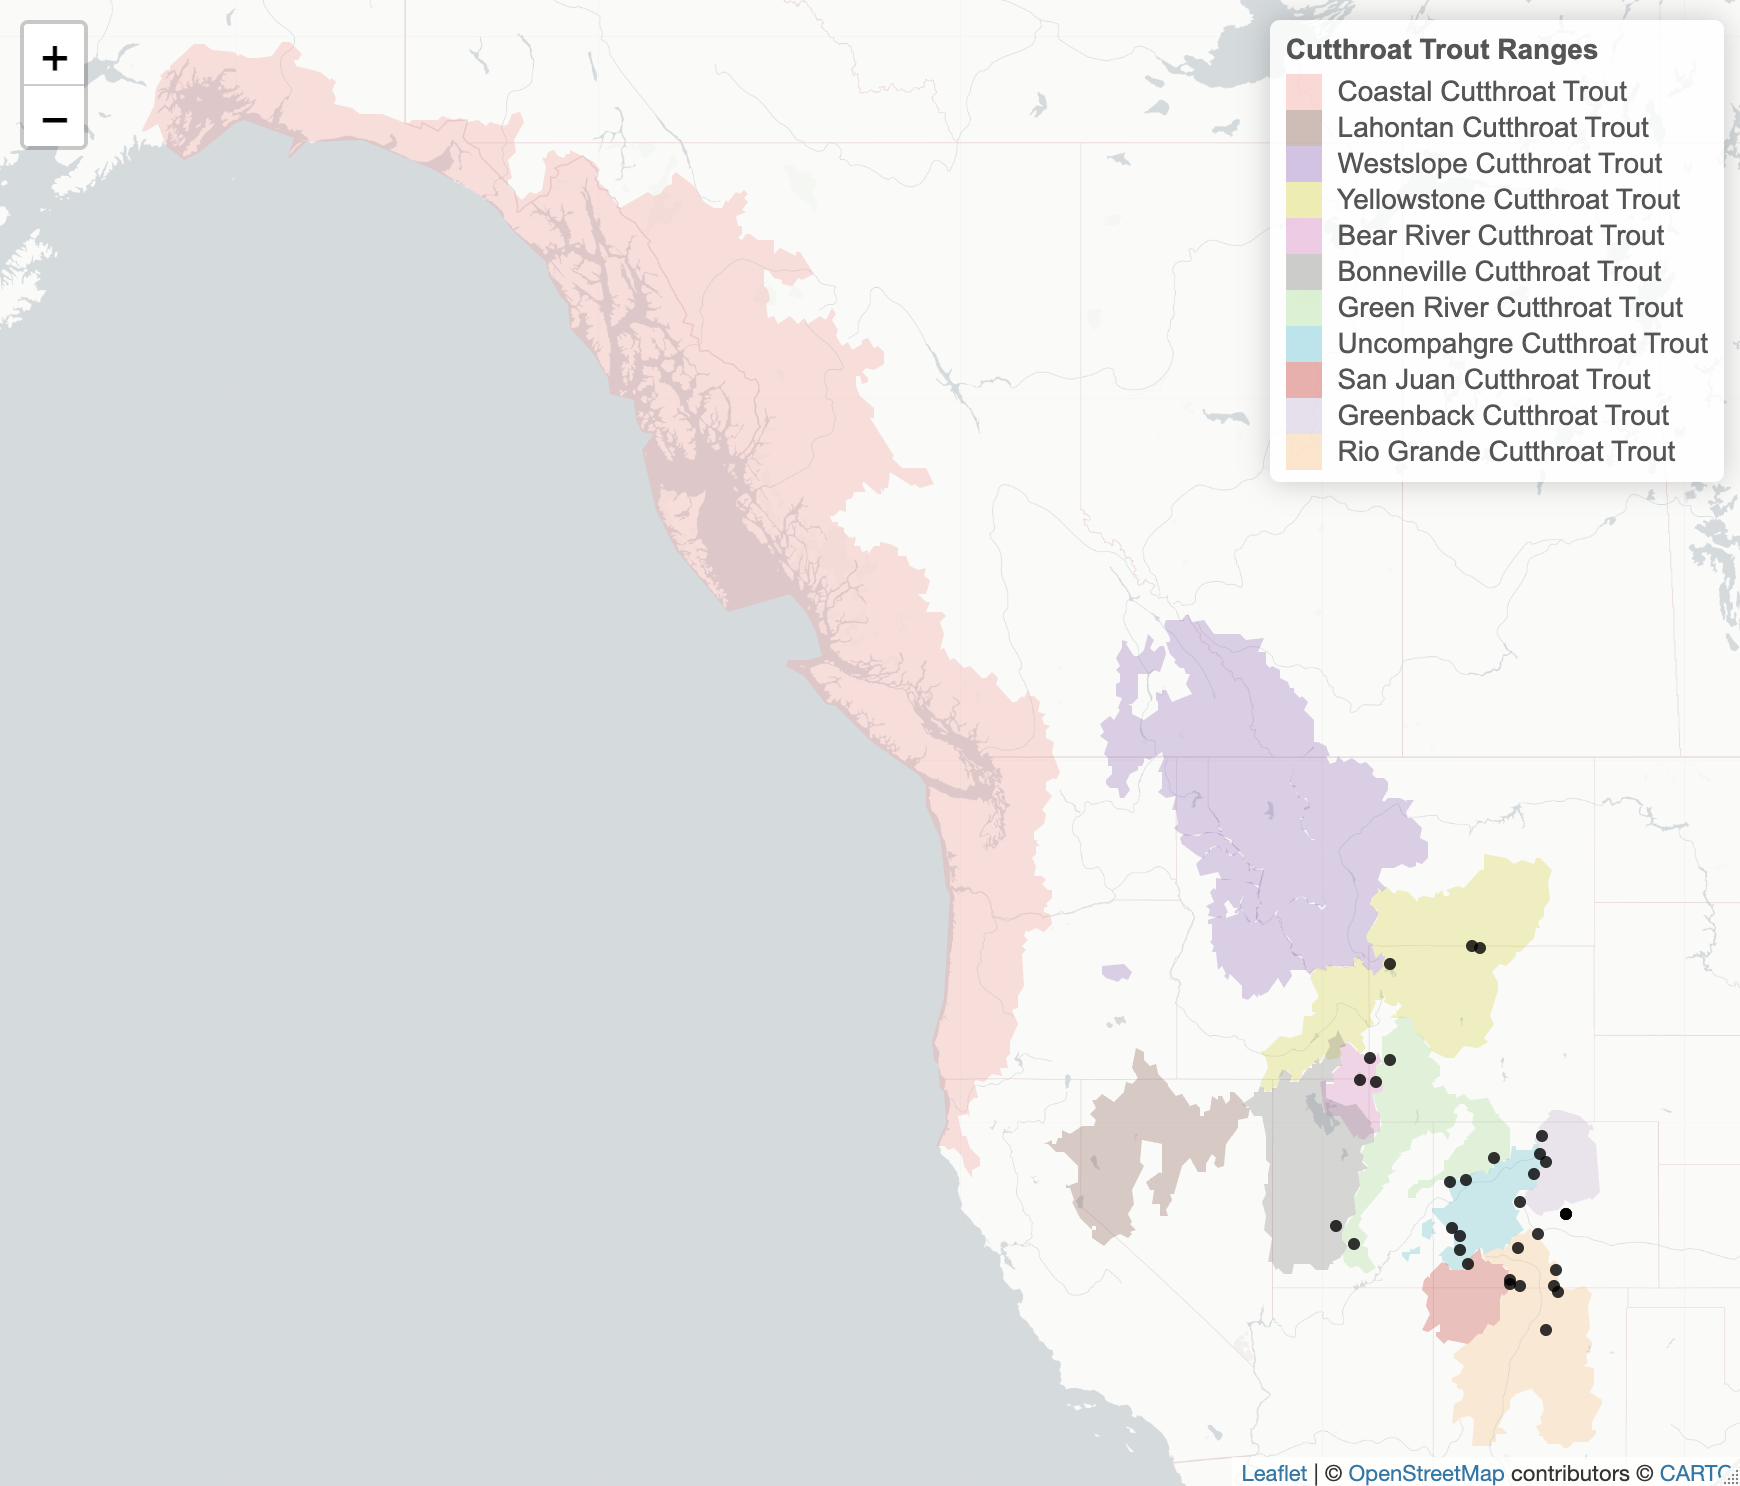 +
−
Cutthroat Trout Ranges
Coastal Cutthroat Trout
Lahontan Cutthroat Trout
Westslope Cutthroat Trout
Yellowstone Cutthroat Trout
Bear River Cutthroat Trout
Bonneville Cutthroat Trout
Green River Cutthroat Trout
Uncompahgre Cutthroat Trout
San Juan Cutthroat Trout
Greenback Cutthroat Trout
Rio Grande Cutthroat Trout
Leaflet | © OpenStreetMap contributors © CARTO